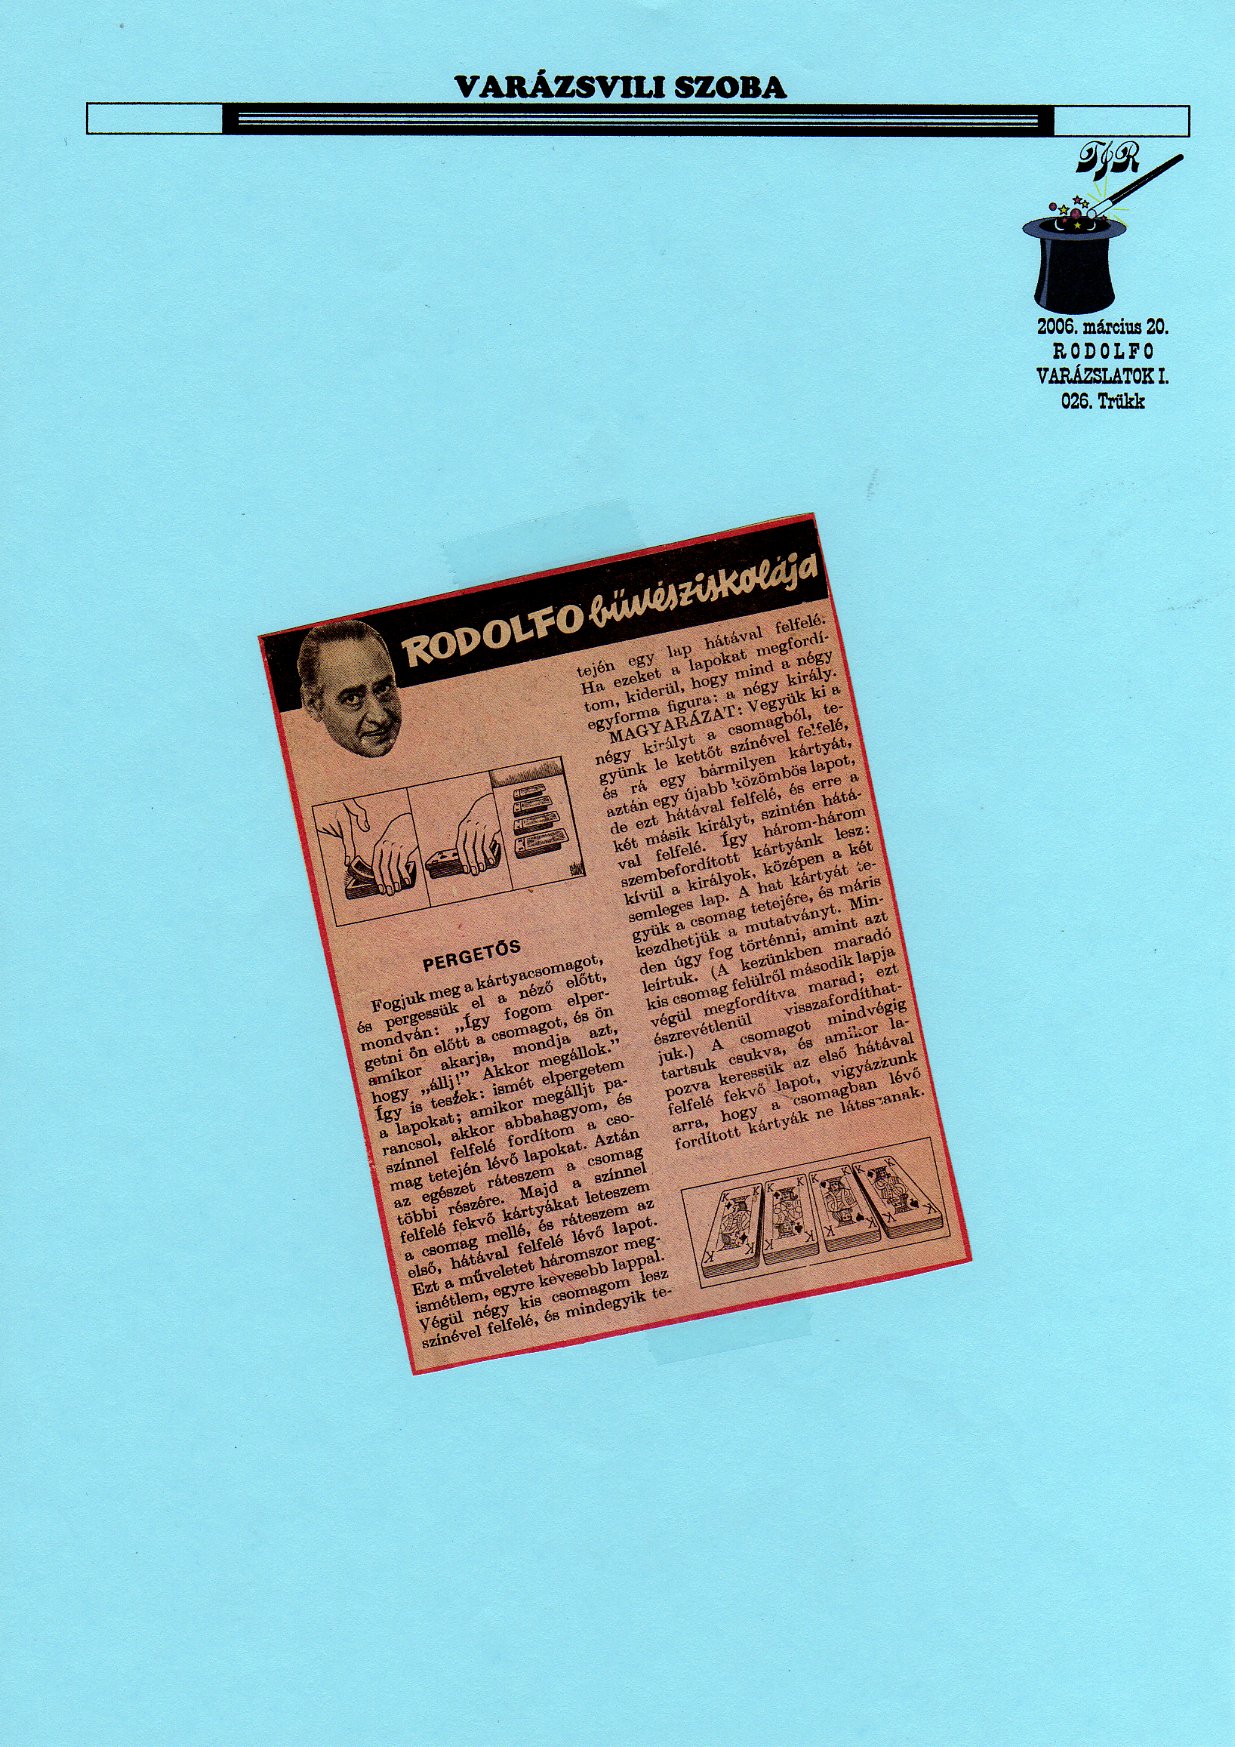 VARÁZSVILI SZOBA
TJR
2006. március 20.
RODOLFO
VARÁZSLATOK I.
026. Trükk
RODOLFO bűvésziskolája
PERGETŐS
Fogjuk meg a kártyacsomagot,
és pergessük el a néző előtt,
mondván: „Így fogom elper-
getni ön előtt a csomagot, és ön
amikor akarja, mondja azt,
hogy „állj!” Akkor megállok.”
Így is teszek: ismét elpergetem
a lapokat; amikor megálljt pa-
rancsol, akkor abbahagyom, és
színnel felfelé fordítom a cso-
mag tetején lévő lapokat. Aztán
az egészet ráteszem a csomag
többi részére. Majd a színnel
felfelé fekvő kártyákat leteszem
a csomag mellé, és ráteszem az
első, hátával felfelé lévő lapot.
Ezt a műveletet háromszor meg-
ismétlem, egyre kevesebb lappal.
Végül négy kis csomagom lesz
színével felfelé, és mindegyik te-
tején egy lap hátával felfelé.
Ha ezeket a lapokat megfordí-
tom, kiderül, hogy mind a négy
egyforma figura: a négy király.
MAGYARÁZAT: Vegyük ki a
négy királyt a csomagból, te-
gyünk le kettőt színével felfelé,
és rá egy bármilyen kártyát,
aztán egy újabb közömbös lapot,
de ezt hátával felfelé, és erre a
két másik királyt, szintén hátá-
val felfelé. Így három-három
szembefordított kártyánk lesz:
kívül a királyok, középen a két
semleges lap. A hat kártyát te-
gyük a csomag tetejére, és máris
kezdhetjük a mutatványt. Min-
den úgy fog történni, amint azt
leírtuk. (A kezünkben maradó
kis csomag felülről második lapja
végül megfordítva marad; ezt
észrevétlenül visszafordíthat-
juk.) A csomagot mindvégig
tartsuk csukva, és amikor la-
pozva keressük az első hátával
felfelé fekvő lapot, vigyázzunk
arra, hogy a csomagban lévő
fordított kártyák ne látsszanak.
K K K K K K K K